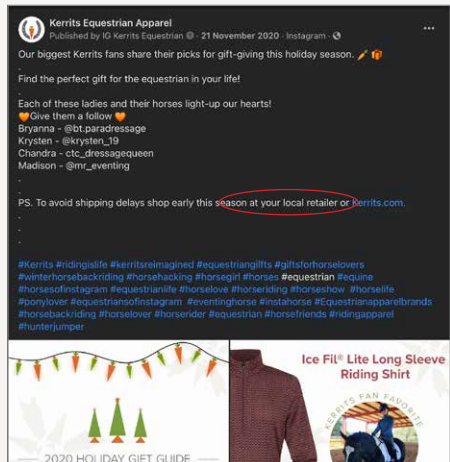 Kerrits Equestrian Apparel
Published by IG Kerrits Equestrian · 21 November 2020 · Instagram ·
Our biggest Kerrits fans share their picks for gift-giving this holiday season. 🥕 🎁
.
Find the perfect gift for the equestrian in your life!
.
Each of these ladies and their horses light-up our hearts!
🧡Give them a follow 🧡
Bryanna - @bt.paradressage
Krysten - @krysten_19
Chandra - ctc_dressagequeen
Madison - @mr_eventing
.
.
PS. To avoid shipping delays shop early this season at your local retailer or Kerrits.com.
.
.
.
#Kerrits #ridingislife #kerritsreimagined #equestriangilfts #giftsforhorselovers
#winterhorsebackriding #horsehacking #horsegirl #horses #equestrian #equine
#horsesofinstagram #equestrianlife #horselove #horseriding #horseshow #horselife
#ponylover #equestriansofinstagram #eventinghorse #instahorse #Equestrianapparelbrands
#horsebackriding #horselover #horserider #equestrian #horsefriends #ridingapparel
#hunterjumper
Ice Fil® Lite Long Sleeve
Riding Shirt
KERRITS FAN FAVORITE
2020 HOLIDAY GIFT GUIDE